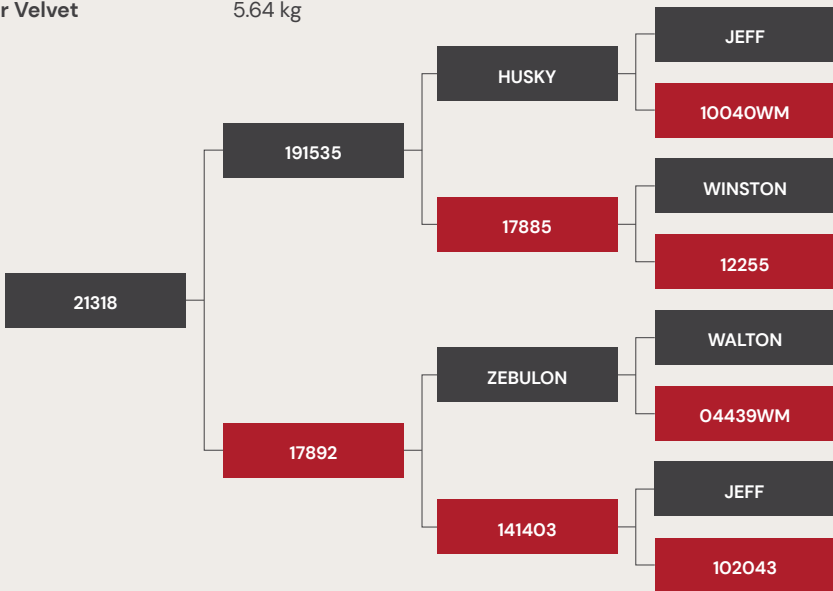 r Velvet 5.64 kg
JEFF
HUSKY
10040WM
191535
WINSTON
17885
12255
21318
WALTON
ZEBULON
04439WM
17892
JEFF
141403
102043